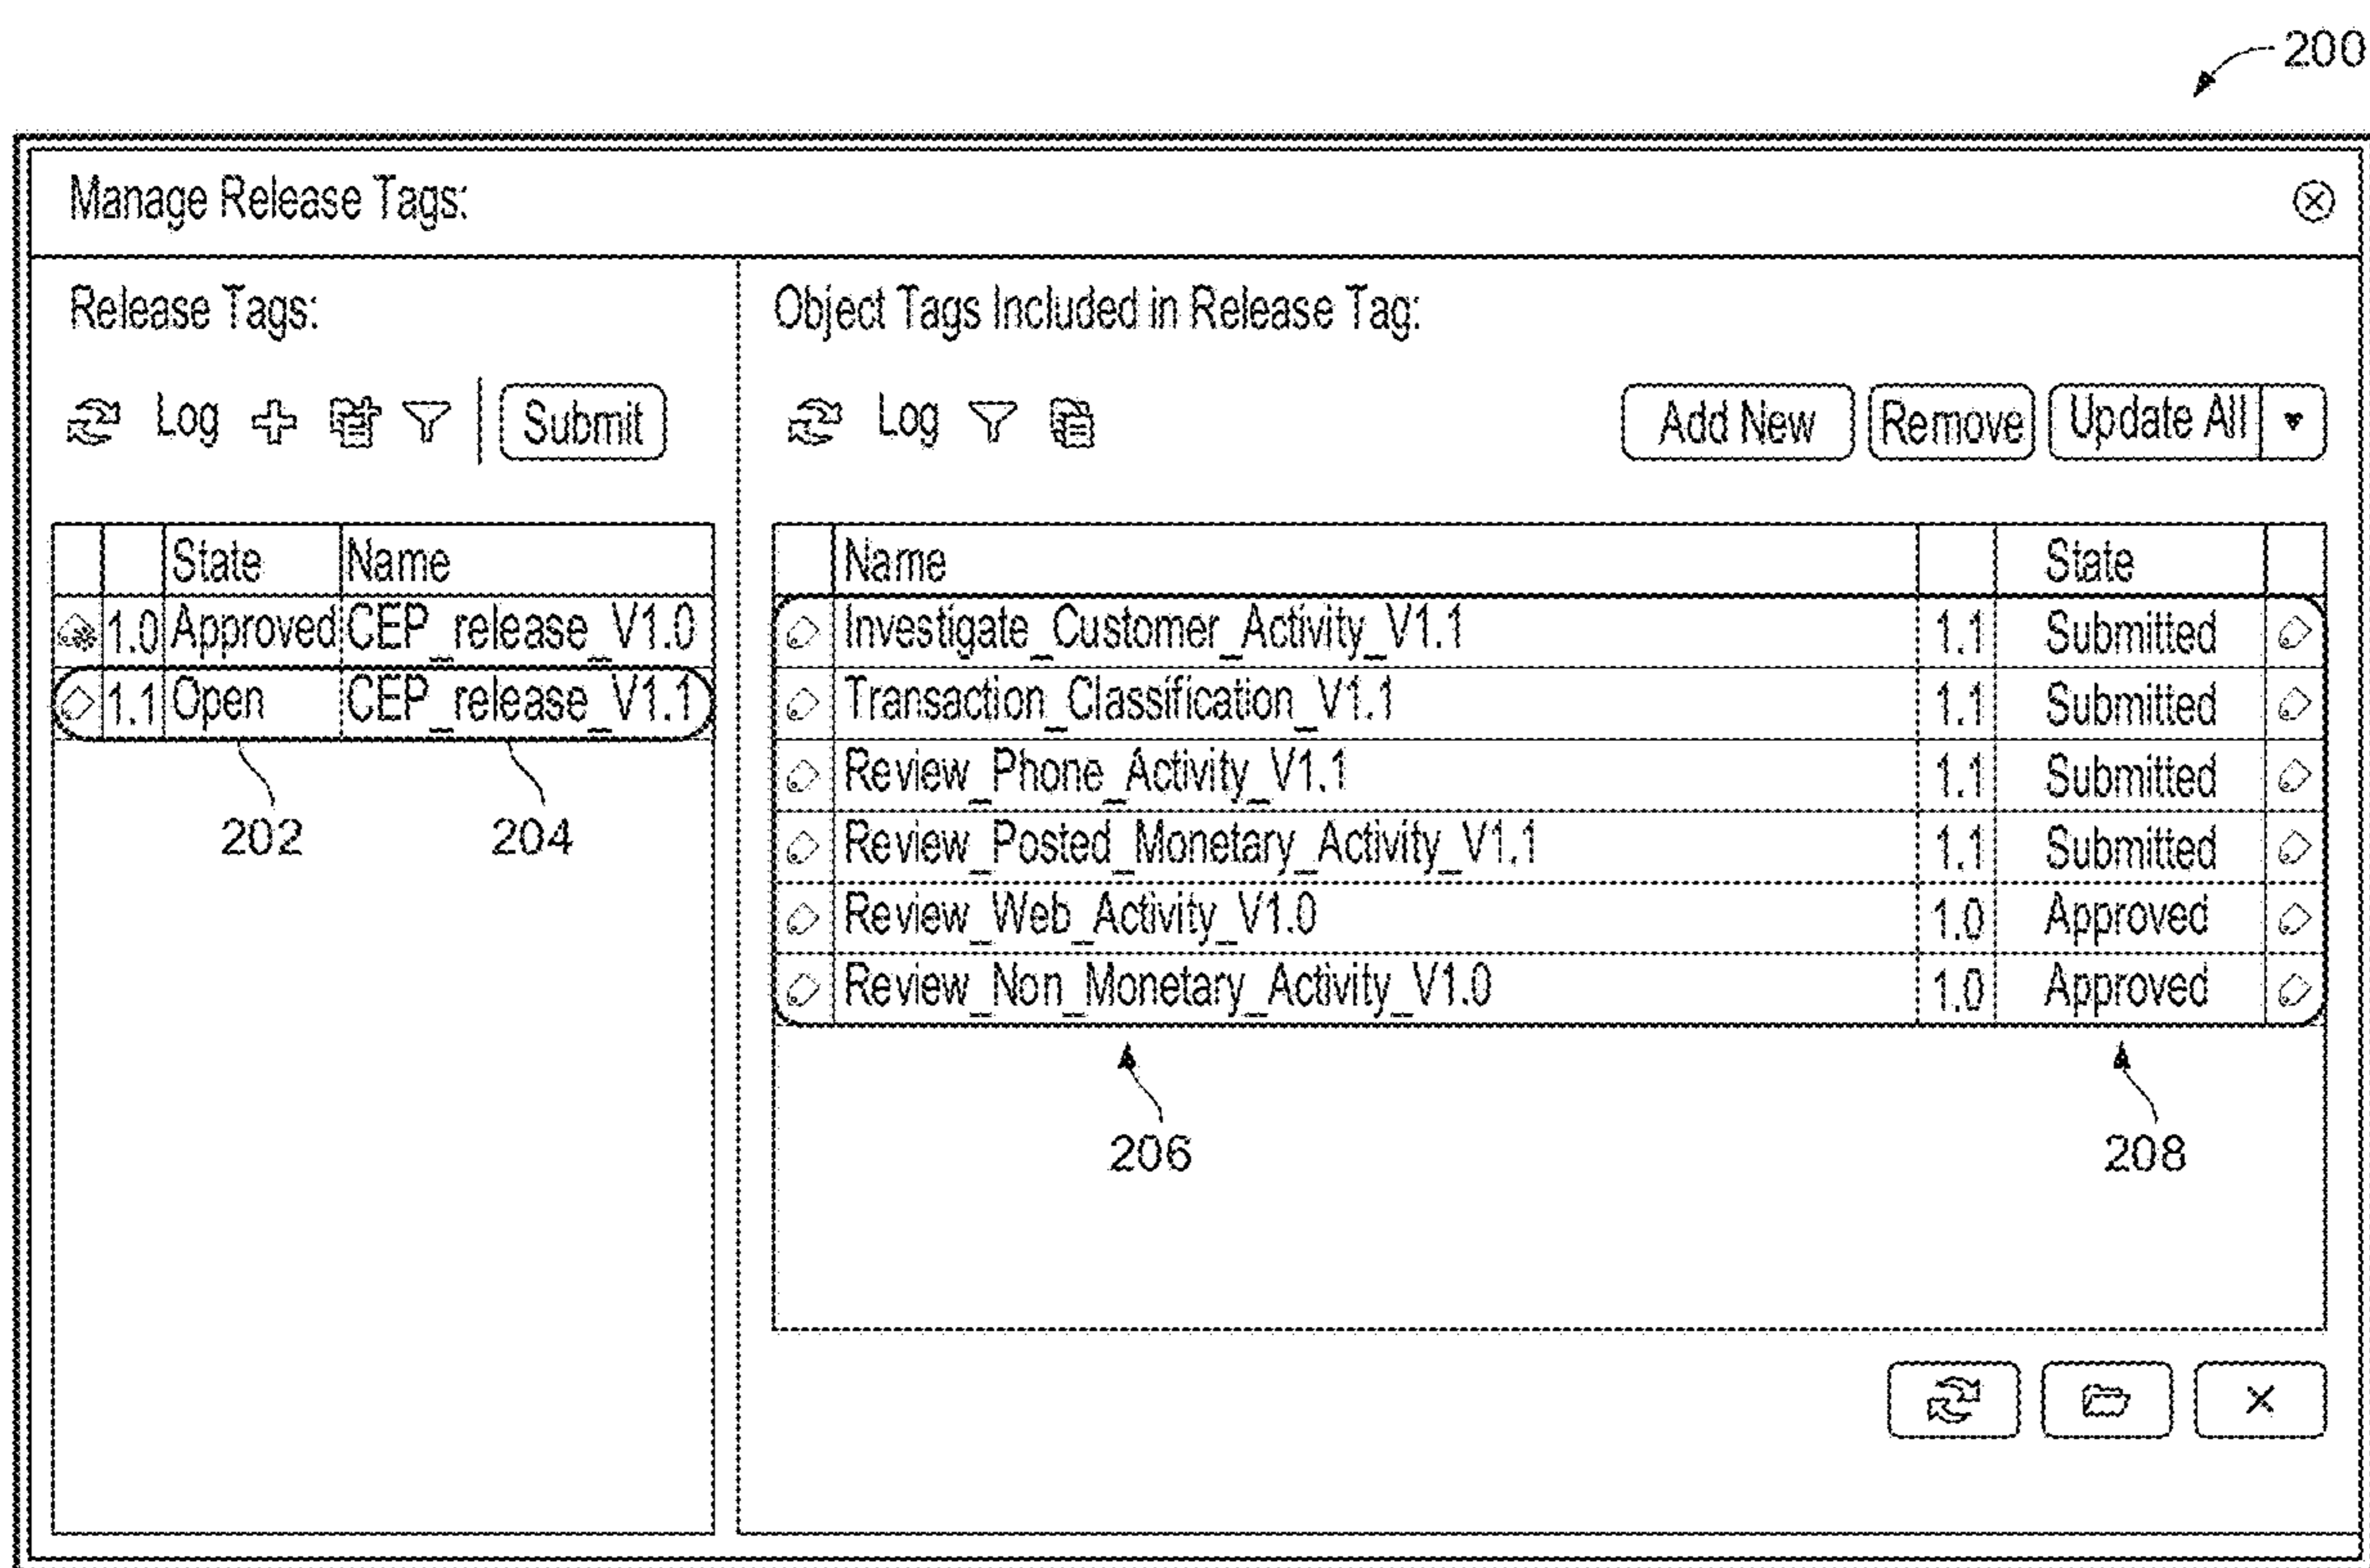 200
Manage Release Tags:
Release Tags:
Log
Submit
State Name
1.0 Approved CEP_release_V1.0
1.1 Open CEP_release_V1.1
202 204
Object Tags Included in Release Tag:
Log
Add New Remove Update All
Name State
Investigate_Customer_Activity_V1.1 1.1 Submitted
Transaction_Classification_V1.1 1.1 Submitted
Review_Phone_Activity_V1.1 1.1 Submitted
Review_Posted_Monetary_Activity_V1.1 1.1 Submitted
Review_Web_Activity_V1.0 1.0 Approved
Review_Non_Monetary_Activity_V1.0 1.0 Approved
206 208